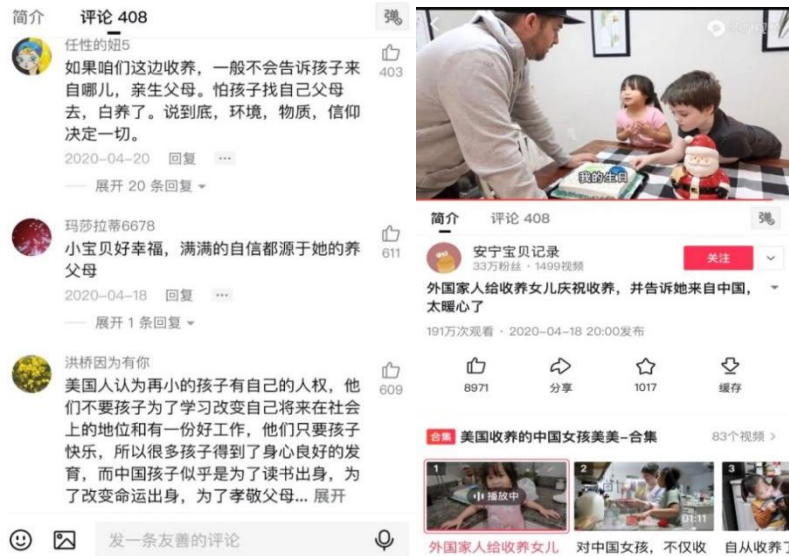 简介
评论 408
弹
任性的妞5
如果咱们这边收养，一般不会告诉孩子来
自哪儿，亲生父母。怕孩子找自己父母
去，白养了。说到底，环境，物质，信仰
决定一切。
403
2020-04-20 回复 ...
展开 20 条回复
玛莎拉蒂6678
小宝贝好幸福，满满的自信都源于她的养
父母
611
2020-04-18 回复 ...
展开 1 条回复
洪桥因为有你
美国人认为再小的孩子有自己的人权，他
们不要孩子为了学习改变自己将来在社会
上的地位和有一份好工作，他们只要孩子
快乐，所以很多孩子得到了身心良好的发
育，而中国孩子似乎是为了读书出身，为
了改变命运出身，为了孝敬父母... 展开
609
发一条友善的评论
我的生日
简介
评论 408
弹
安宁宝贝记录
33万粉丝 · 1499视频
关注
外国家人给收养女儿庆祝收养，并告诉她来自中国，
太暖心了
191万次观看 · 2020-04-18 20:00发布
8971
分享
1017
缓存
合集 美国收养的中国女孩美美-合集
83个视频 >
1
播放中
2
01:11
3
外国家人给收养女儿
对中国女孩，不仅收
自从收养了